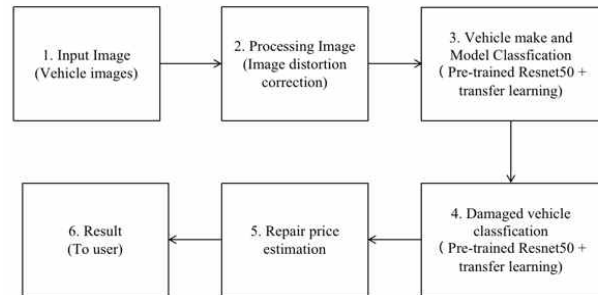 1. Input Image
(Vehicle images)
2. Processing Image
(Image distortion
correction)
3. Vehicle make and
Model Classfication
( Pre-trained Resnet50 +
transfer learning)
4. Damaged vehicle
classfication
( Pre-trained Resnet50 +
transfer learning)
5. Repair price
estimation
6. Result
(To user)